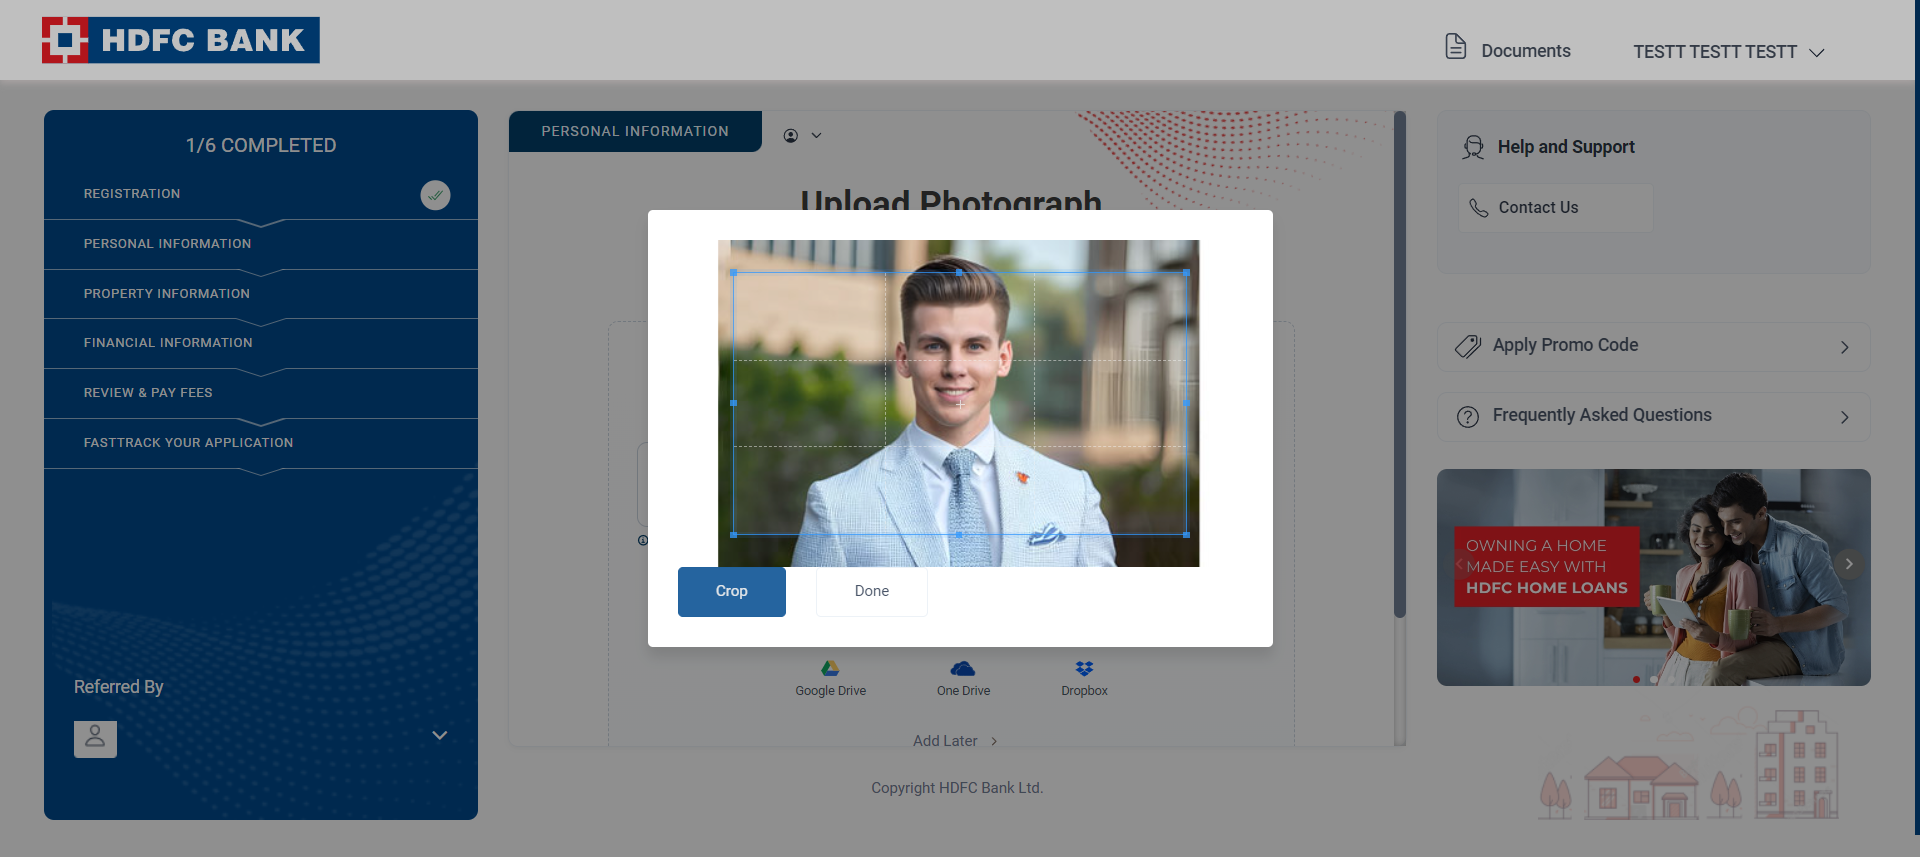 HDFC BANK
Documents
TESTT TESTT TESTT
1/6 COMPLETED
REGISTRATION
PERSONAL INFORMATION
PROPERTY INFORMATION
FINANCIAL INFORMATION
REVIEW & PAY FEES
FASTTRACK YOUR APPLICATION
Referred By
PERSONAL INFORMATION
Upload Photograph
Crop
Done
Google Drive
One Drive
Dropbox
Add Later
Copyright HDFC Bank Ltd.
Help and Support
Contact Us
Apply Promo Code
Frequently Asked Questions
OWNING A HOME
MADE EASY WITH
HDFC HOME LOANS